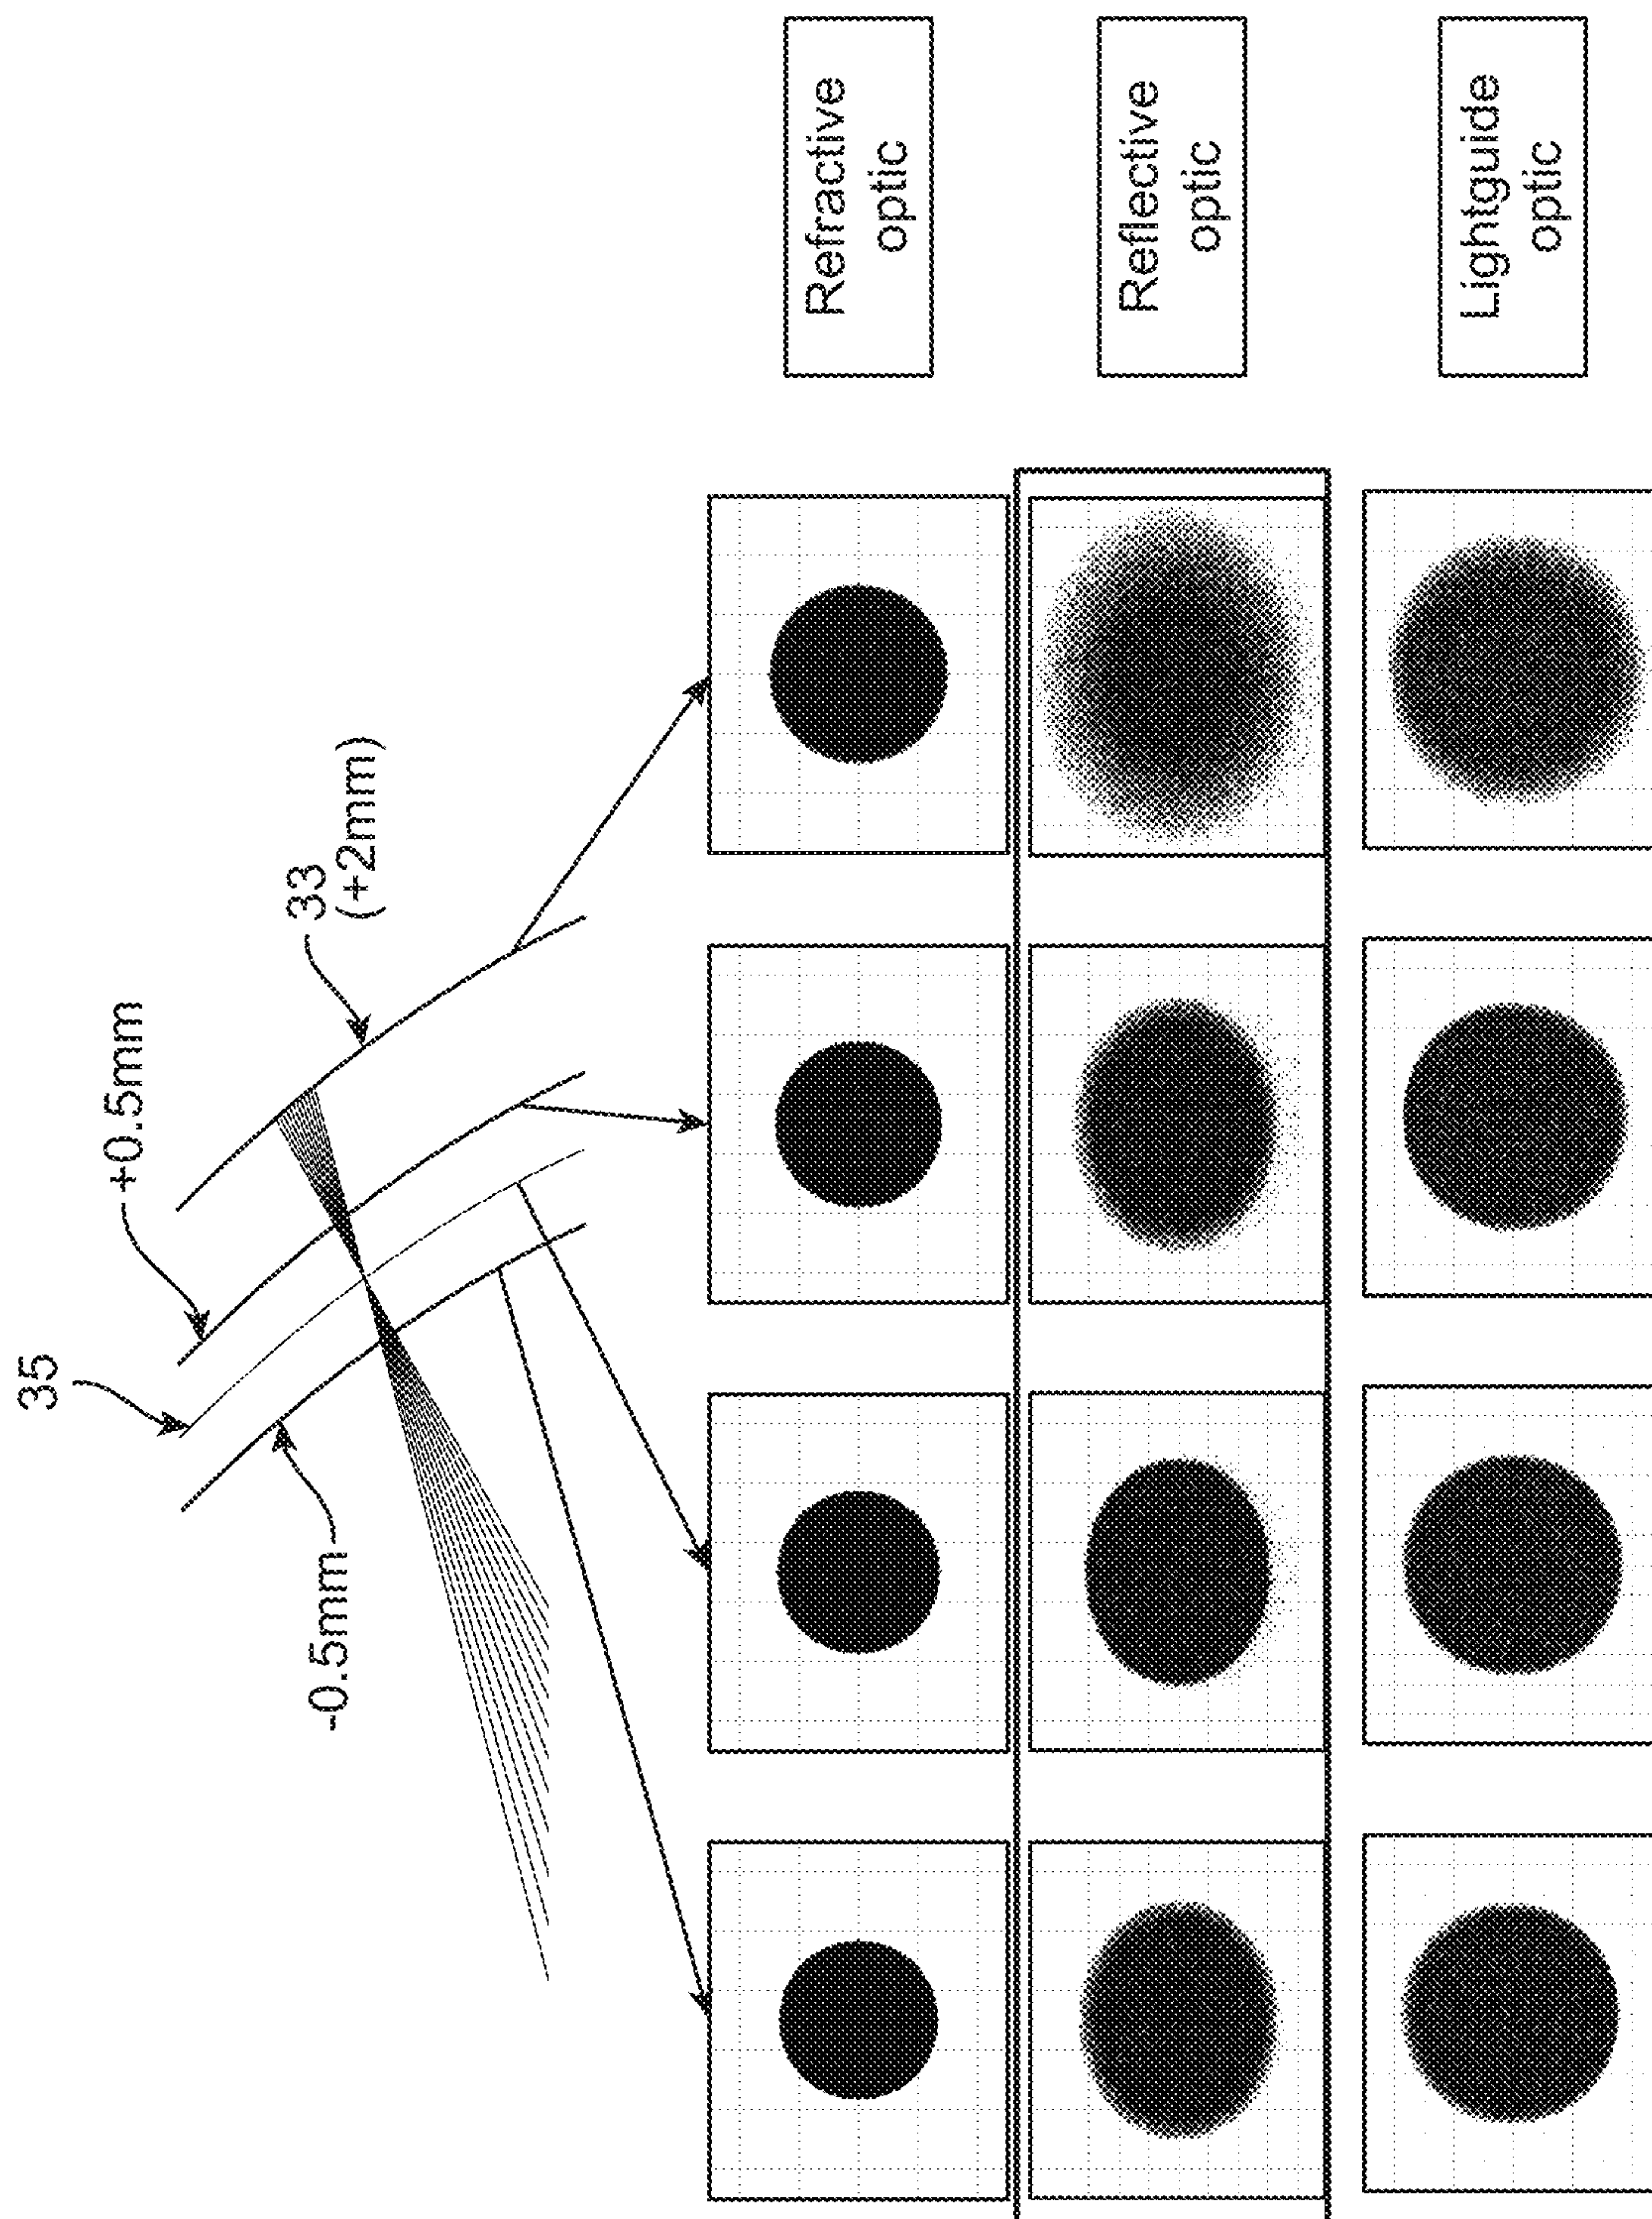 35
+0.5mm
33
(+2mm)
-0.5mm
Refractive
optic
Reflective
optic
Lightguide
optic